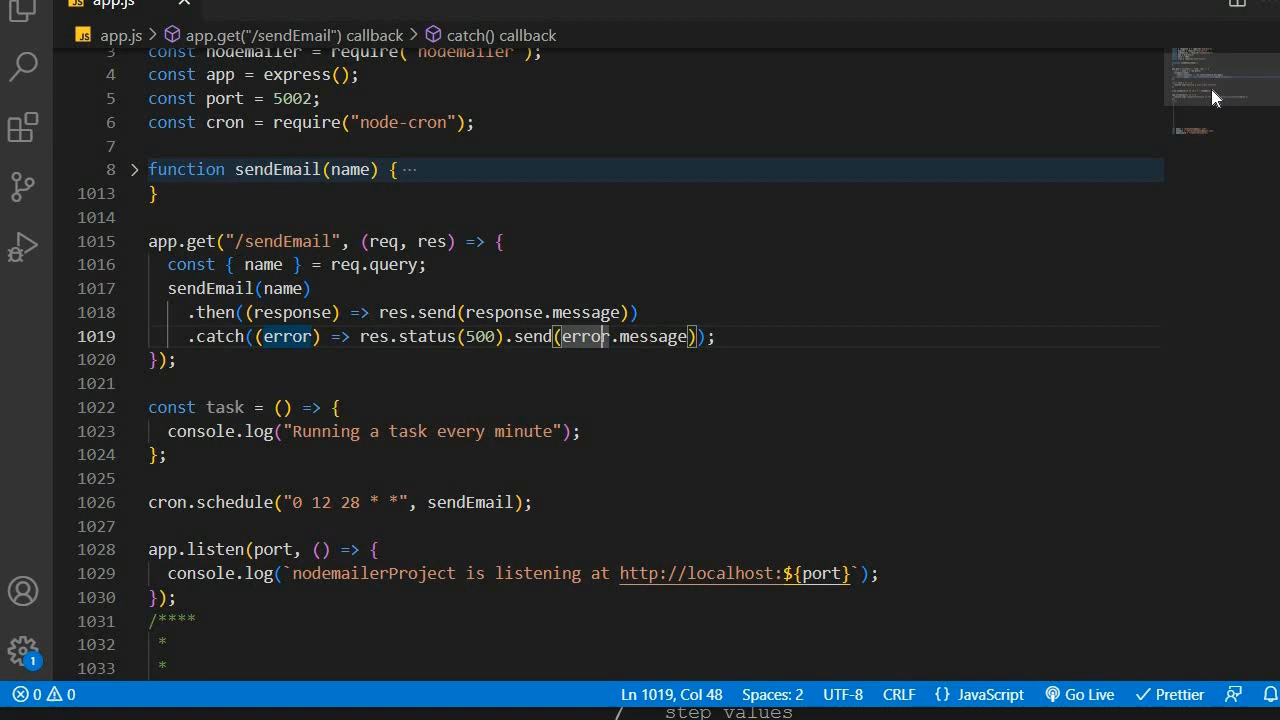 JS app.js ×
JS app.js > app.get("/sendEmail") callback > catch() callback
3 const nodemailer = require("nodemailer");
4 const app = express();
5 const port = 5002;
6 const cron = require("node-cron");
7
8 > function sendEmail(name) { ···
1013 }
1014
1015 app.get("/sendEmail", (req, res) => {
1016 const { name } = req.query;
1017 sendEmail(name)
1018 .then((response) => res.send(response.message))
1019 .catch((error) => res.status(500).send(error.message));
1020 });
1021
1022 const task = () => {
1023 console.log("Running a task every minute");
1024 };
1025
1026 cron.schedule("0 12 28 * *", sendEmail);
1027
1028 app.listen(port, () => {
1029 console.log(`nodemailerProject is listening at http://localhost:${port}`);
1030 });
1031 /****
1032 *
1033 *
1
0 0 Ln 1019, Col 48 Spaces: 2 UTF-8 CRLF {} JavaScript Go Live Prettier
/ step values